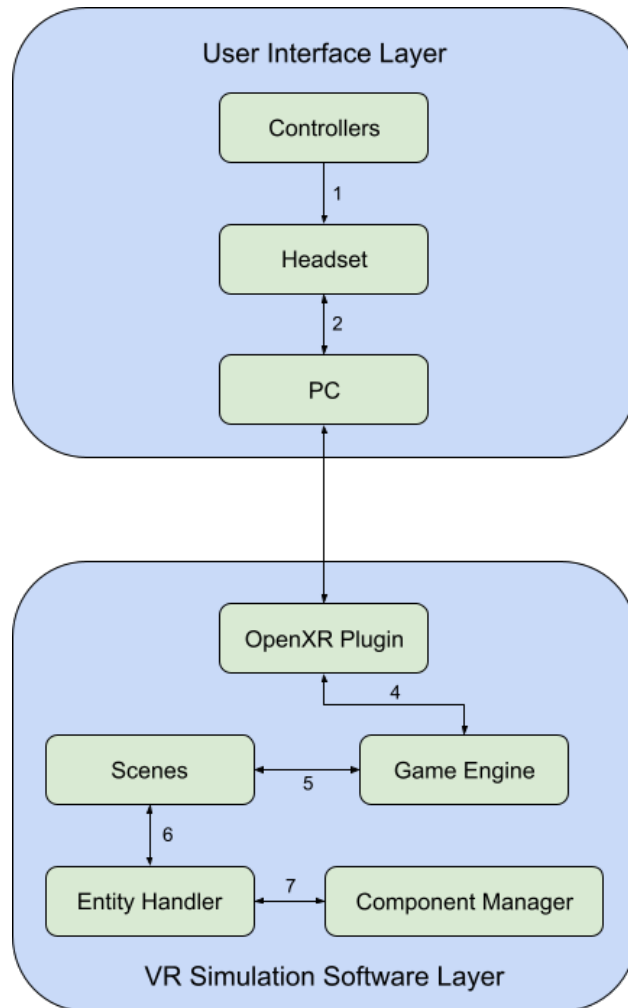 User Interface Layer
Controllers
1
Headset
2
PC
OpenXR Plugin
4
Scenes
5
Game Engine
6
Entity Handler
7
Component Manager
VR Simulation Software Layer